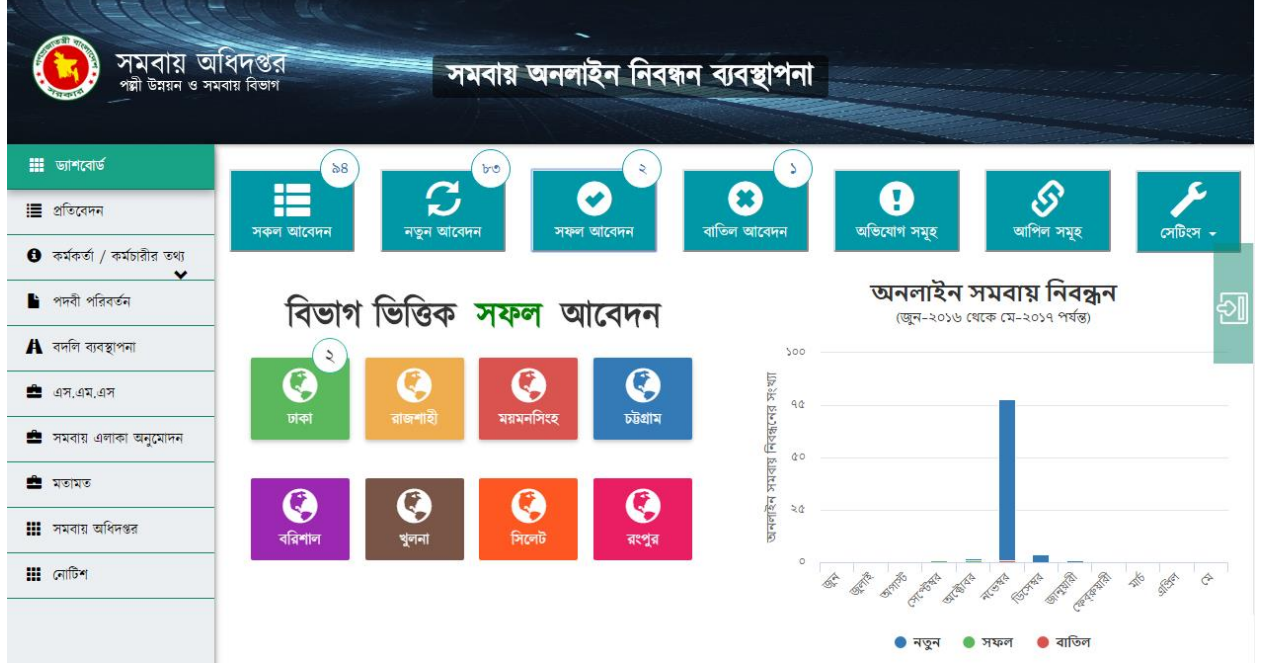 সমবায় অধিদপ্তর
পল্লী উন্নয়ন ও সমবায় বিভাগ
সমবায় অনলাইন নিবন্ধন ব্যবস্থাপনা
ড্যাশবোর্ড
প্রতিবেদন
কর্মকর্তা / কর্মচারীর তথ্য
পদবী পরিবর্তন
বদলি ব্যবস্থাপনা
এস.এম.এস
সমবায় এলাকা অনুমোদন
মতামত
সমবায় অধিদপ্তর
নোটিশ
৯৪
সকল আবেদন
৮৩
নতুন আবেদন
২
সফল আবেদন
১
বাতিল আবেদন
অভিযোগ সমূহ
আপিল সমূহ
সেটিংস
বিভাগ ভিত্তিক সফল আবেদন
২
ঢাকা
রাজশাহী
ময়মনসিংহ
চট্টগ্রাম
বরিশাল
খুলনা
সিলেট
রংপুর
অনলাইন সমবায় নিবন্ধন
(জুন-২০১৬ থেকে মে-২০১৭ পর্যন্ত)
অনলাইন সমবায় নিবন্ধনের সংখ্যা
১০০
৭৫
৫০
২৫
০
জুন
জুলাই
অগাস্ট
সেপ্টেম্বর
অক্টোবর
নভেম্বর
ডিসেম্বর
জানুয়ারী
ফেব্রুয়ারী
মার্চ
এপ্রিল
মে
নতুন
সফল
বাতিল